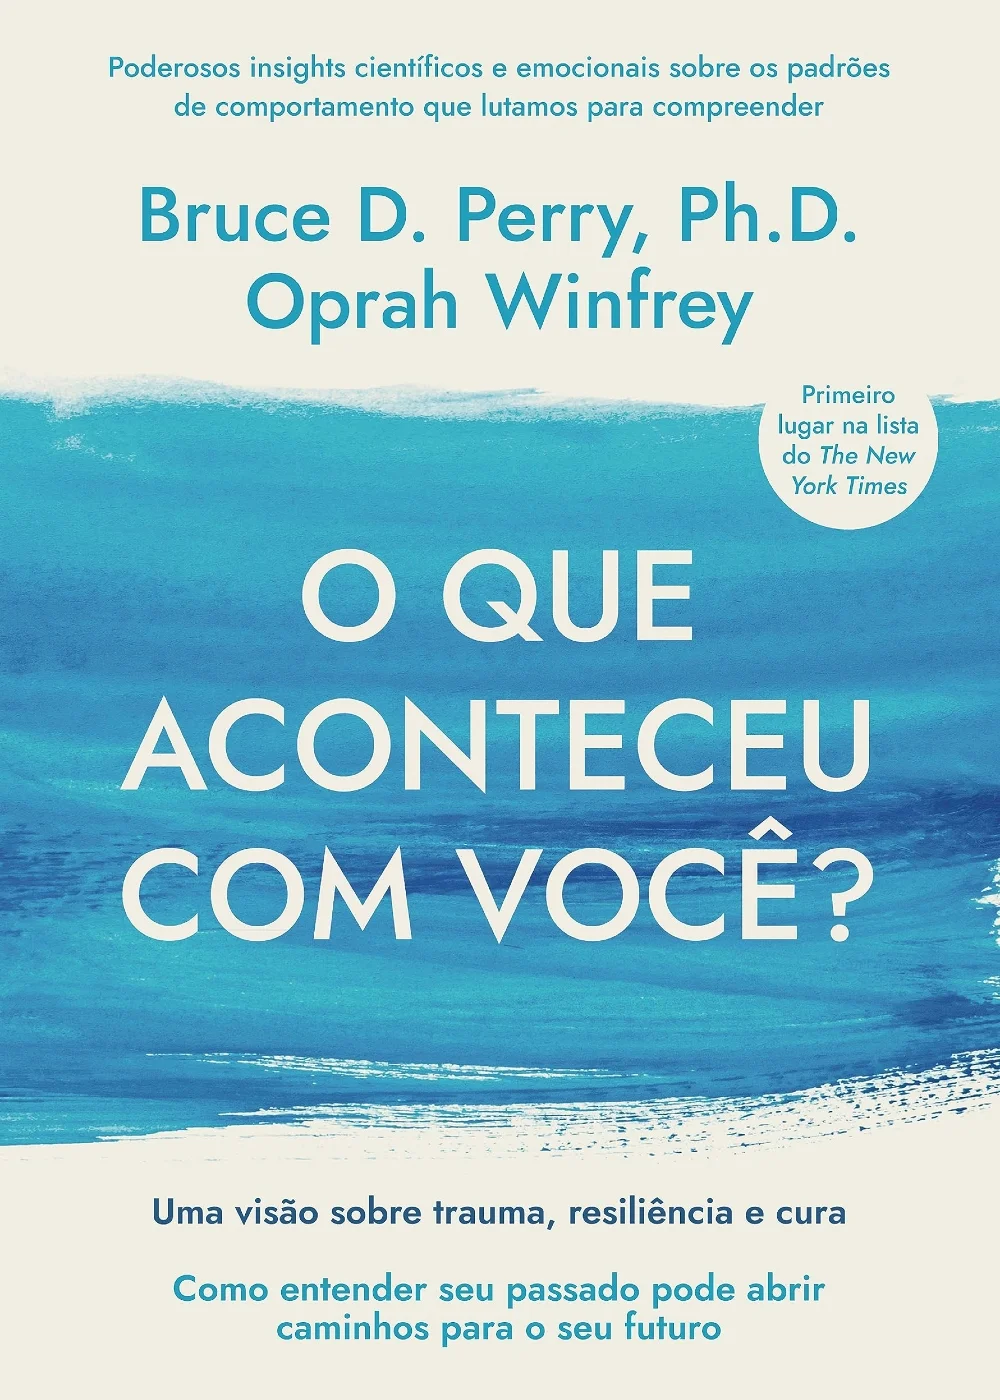 Poderosos insights científicos e emocionais sobre os padrões
de comportamento que lutamos para compreender
Bruce D. Perry, Ph.D.
Oprah Winfrey
Primeiro
lugar na lista
do The New
York Times
O QUE
ACONTECEU
COM VOCÊ?
Uma visão sobre trauma, resiliência e cura
Como entender seu passado pode abrir
caminhos para o seu futuro